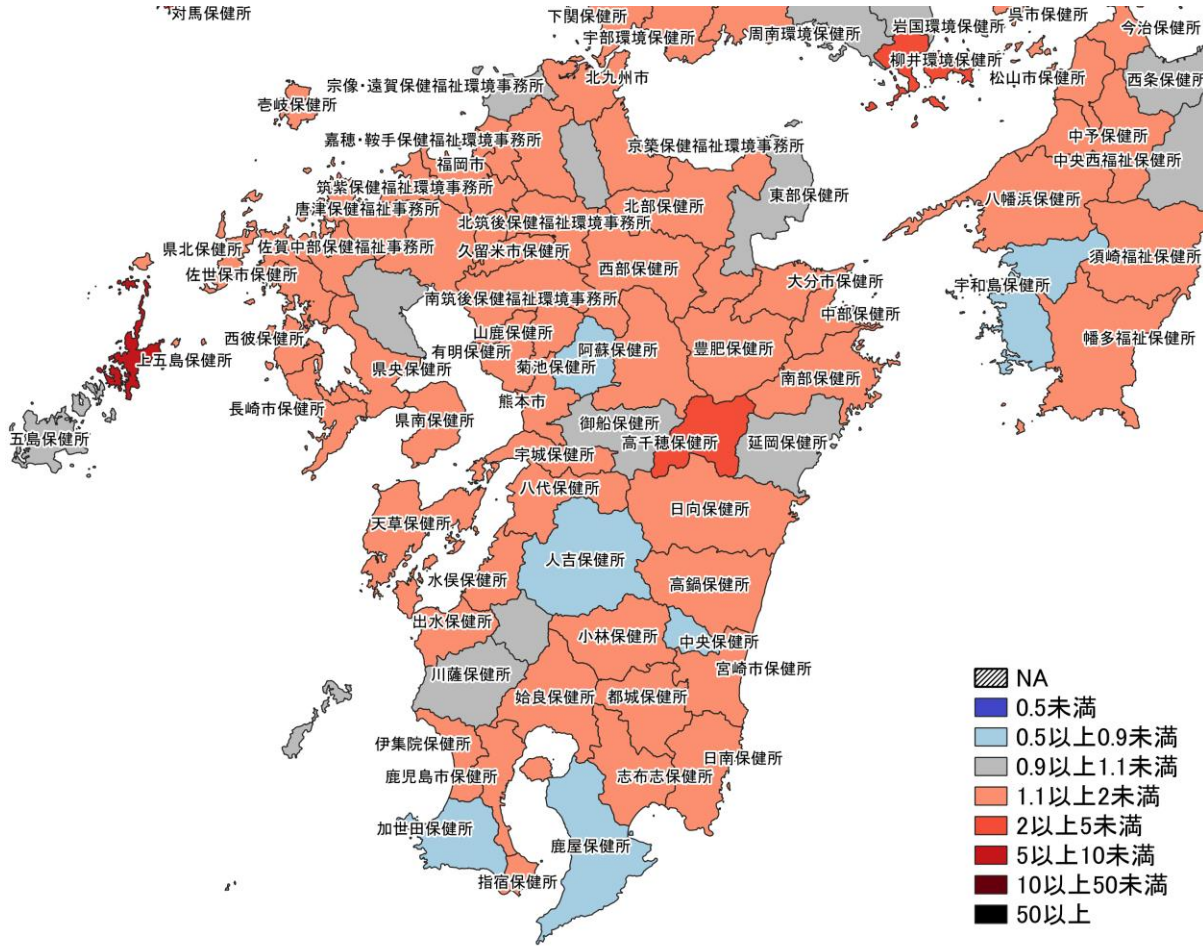 対馬保健所
下関保健所
宇部環境保健所
周南環境保健所
岩国環境保健所
呉市保健所
今治保健所
柳井環境保健所
松山市保健所
西条保健所
宗像・遠賀保健福祉環境事務所
北九州市
壱岐保健所
嘉穂・鞍手保健福祉環境事務所
京築保健福祉環境事務所
中予保健所
福岡市
中央西福祉保健所
筑紫保健福祉環境事務所
東部保健所
八幡浜保健所
唐津保健福祉事務所
北部保健所
北筑後保健福祉環境事務所
県北保健所
佐賀中部保健福祉事務所
久留米市保健所
須崎福祉保健所
佐世保市保健所
西部保健所
大分市保健所
宇和島保健所
南筑後保健福祉環境事務所
中部保健所
西彼保健所
山鹿保健所
幡多福祉保健所
上五島保健所
有明保健所
阿蘇保健所
豊肥保健所
県央保健所
菊池保健所
南部保健所
長崎市保健所
県南保健所
熊本市
御船保健所
五島保健所
高千穂保健所
延岡保健所
宇城保健所
八代保健所
日向保健所
天草保健所
人吉保健所
水俣保健所
高鍋保健所
出水保健所
小林保健所
中央保健所
宮崎市保健所
川薩保健所
姶良保健所
都城保健所
伊集院保健所
日南保健所
鹿児島市保健所
志布志保健所
加世田保健所
鹿屋保健所
指宿保健所
NA
0.5未満
0.5以上0.9未満
0.9以上1.1未満
1.1以上2未満
2以上5未満
5以上10未満
10以上50未満
50以上